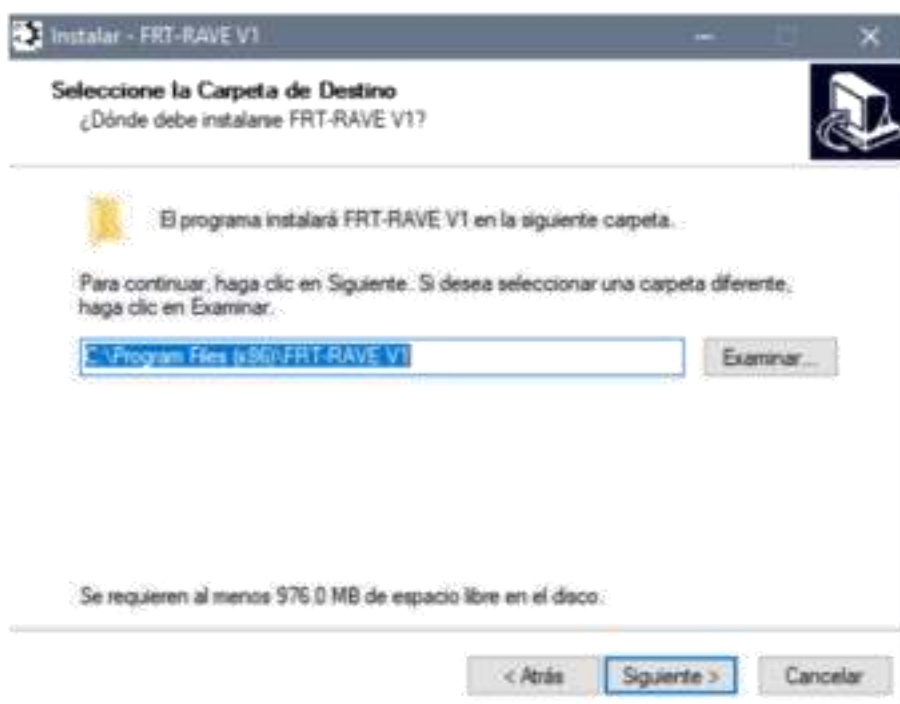 Instalar - FRT-RAVE V1
Seleccione la Carpeta de Destino
¿Dónde debe instalarse FRT-RAVE V1?
El programa instalará FRT-RAVE V1 en la siguiente carpeta.
Para continuar, haga clic en Siguiente. Si desea seleccionar una carpeta diferente,
haga clic en Examinar.
C:\Program Files (x86)\FRT-RAVE V1
Examinar...
Se requieren al menos 976.0 MB de espacio libre en el disco.
< Atrás
Siguiente >
Cancelar